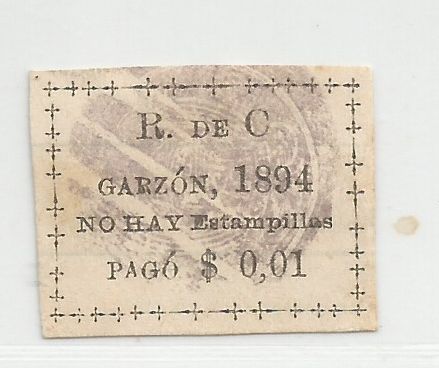 R. DE C
GARZÓN, 1894
NO HAY Estampillas
PAGÓ $ 0,01